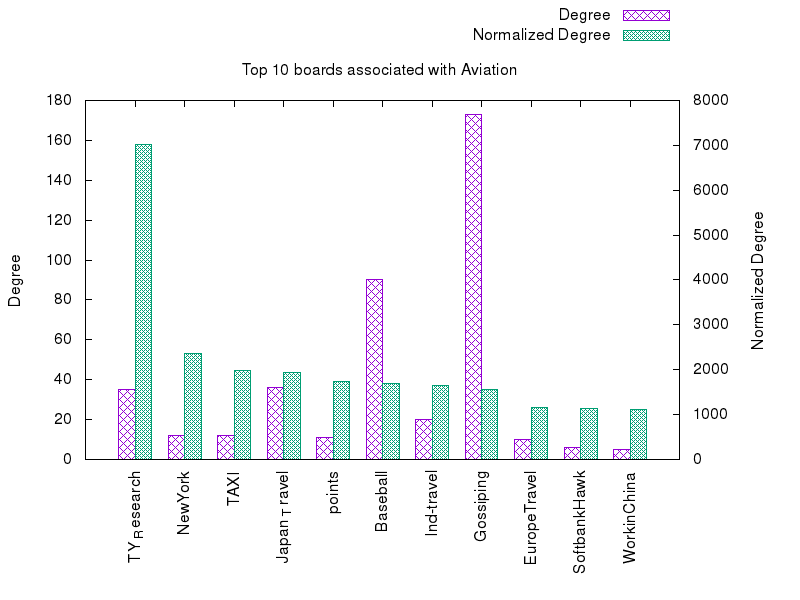 Degree
Normalized Degree
Top 10 boards associated with Aviation
180
160
140
120
100
80
60
40
20
0
8000
7000
6000
5000
4000
3000
2000
1000
0
Degree
Normalized Degree
TY_Research
NewYork
TAXI
Japan_Travel
points
Baseball
Ind-travel
Gossiping
EuropeTravel
SoftbankHawk
WorkinChina